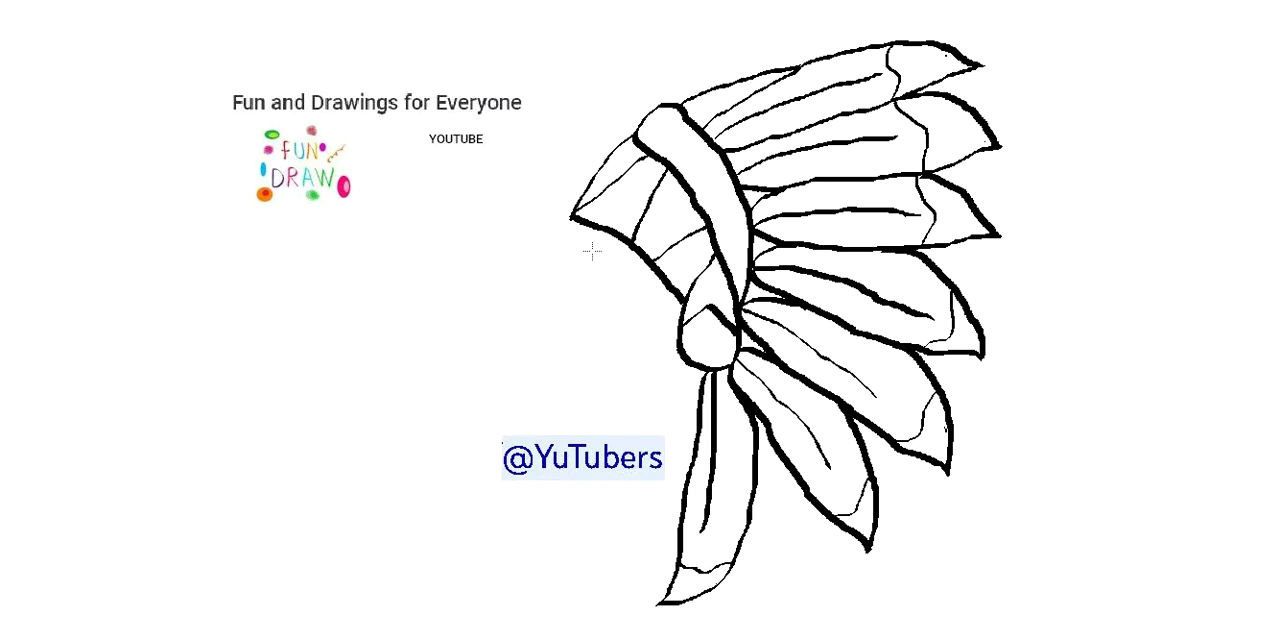 Fun and Drawings for Everyone
YOUTUBE
FUN
DRAW
@YuTubers